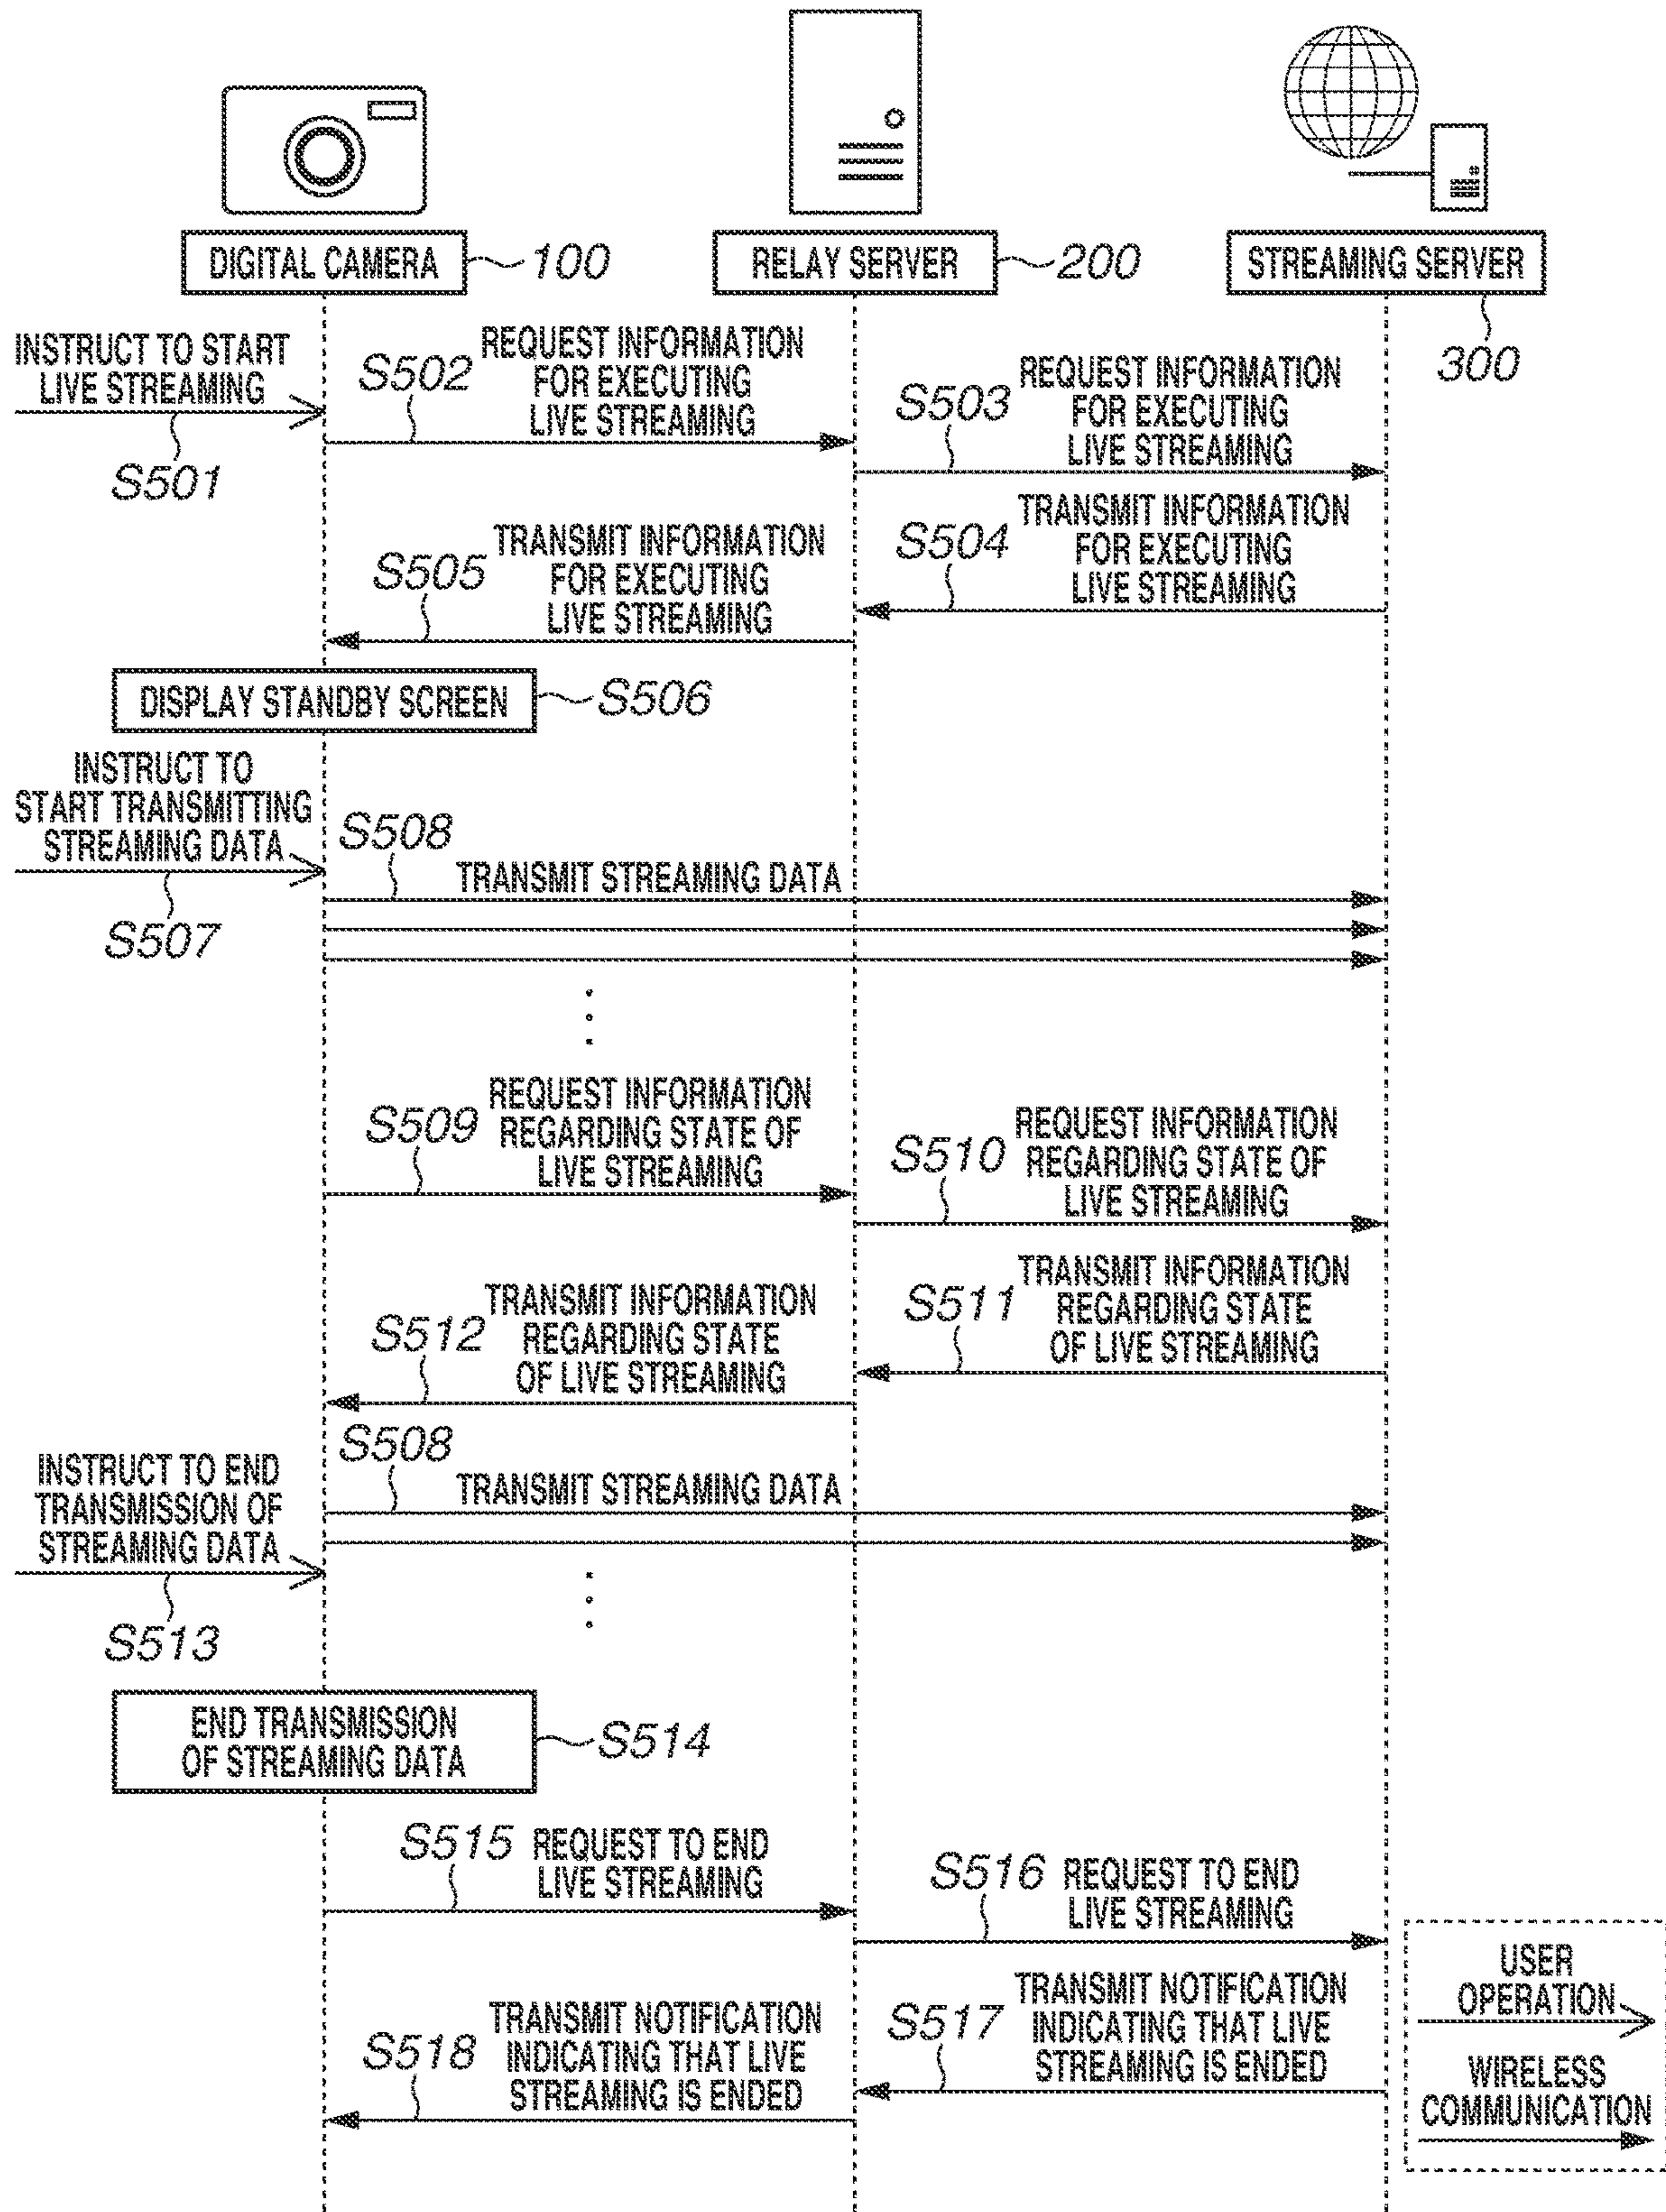 DIGITAL CAMERA
100
RELAY SERVER
200
STREAMING SERVER
300
INSTRUCT TO START
LIVE STREAMING
S501
S502
REQUEST INFORMATION
FOR EXECUTING
LIVE STREAMING
S503
REQUEST INFORMATION
FOR EXECUTING
LIVE STREAMING
S504
TRANSMIT INFORMATION
FOR EXECUTING
LIVE STREAMING
S505
TRANSMIT INFORMATION
FOR EXECUTING
LIVE STREAMING
DISPLAY STANDBY SCREEN
S506
INSTRUCT TO
START TRANSMITTING
STREAMING DATA
S507
S508
TRANSMIT STREAMING DATA
S509
REQUEST INFORMATION
REGARDING STATE OF
LIVE STREAMING
S510
REQUEST INFORMATION
REGARDING STATE OF
LIVE STREAMING
S511
TRANSMIT INFORMATION
REGARDING STATE
OF LIVE STREAMING
S512
TRANSMIT INFORMATION
REGARDING STATE
OF LIVE STREAMING
S508
TRANSMIT STREAMING DATA
INSTRUCT TO END
TRANSMISSION OF
STREAMING DATA
S513
END TRANSMISSION
OF STREAMING DATA
S514
S515
REQUEST TO END
LIVE STREAMING
S516
REQUEST TO END
LIVE STREAMING
S517
TRANSMIT NOTIFICATION
INDICATING THAT LIVE
STREAMING IS ENDED
S518
TRANSMIT NOTIFICATION
INDICATING THAT LIVE
STREAMING IS ENDED
USER
OPERATION
WIRELESS
COMMUNICATION